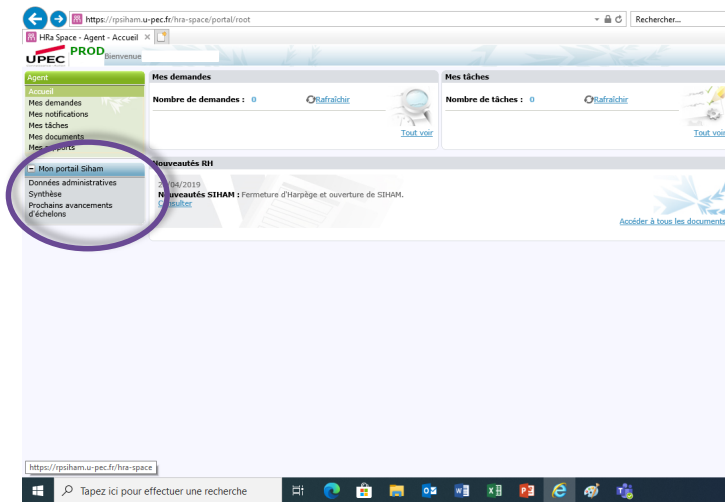 https://rpsiham.u-pec.fr/hra-space/portal/root
Rechercher...
HRa Space - Agent - Accueil
UPEC PROD Bienvenue
Agent
Accueil
Mes demandes
Mes notifications
Mes tâches
Mes documents
Mes rapports
Mon portail Siham
Données administratives
Synthèse
Prochains avancements
d'échelons
Mes demandes
Nombre de demandes : 0
Rafraîchir
Tout voir
Mes tâches
Nombre de tâches : 0
Rafraîchir
Tout voir
Nouveautés RH
/04/2019
Nouveautés SIHAM : Fermeture d'Harpège et ouverture de SIHAM.
Consulter
Accéder à tous les documents
https://rpsiham.u-pec.fr/hra-space
Tapez ici pour effectuer une recherche